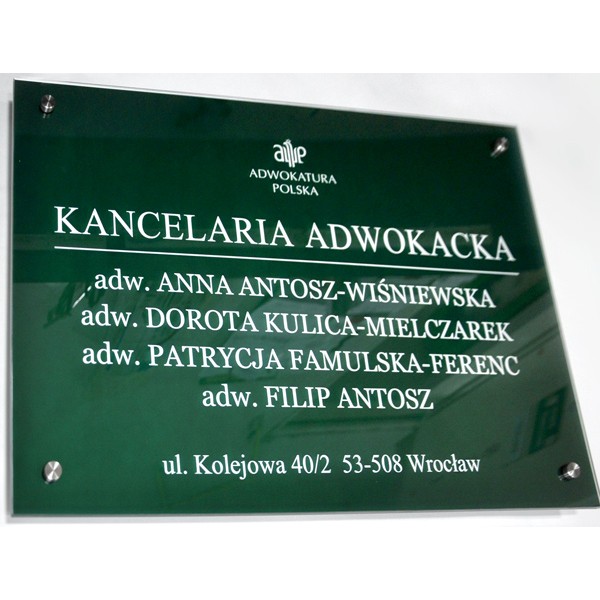 adwp
ADWOKATURA
POLSKA
KANCELARIA ADWOKACKA
adw. ANNA ANTOSZ-WIŚNIEWSKA
adw. DOROTA KULICA-MIELCZAREK
adw. PATRYCJA FAMULSKA-FERENC
adw. FILIP ANTOSZ
ul. Kolejowa 40/2 53-508 Wrocław